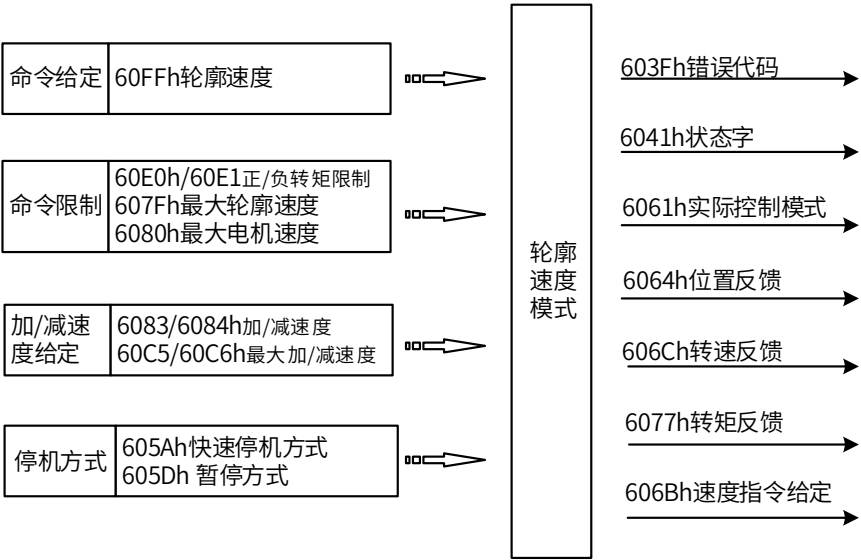 命令给定
60FFh轮廓速度
命令限制
60E0h/60E1正/负转矩限制
607Fh最大轮廓速度
6080h最大电机速度
加/减速
度给定
6083/6084h加/减速度
60C5/60C6h最大加/减速度
停机方式
605Ah快速停机方式
605Dh 暂停方式
轮廓
速度
模式
603Fh错误代码
6041h状态字
6061h实际控制模式
6064h位置反馈
606Ch转速反馈
6077h转矩反馈
606Bh速度指令给定